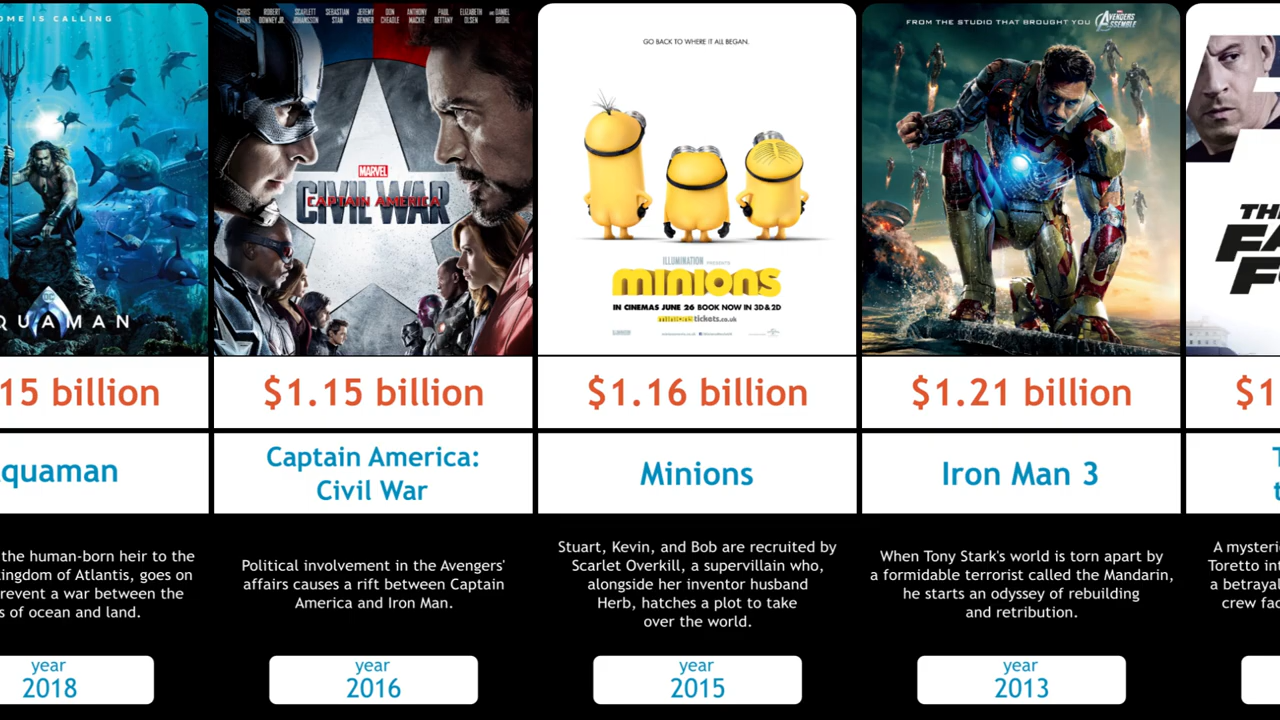 OME IS CALLING
UAMAN
15 billion
quaman
the human-born heir to the
ingdom of Atlantis, goes on
revent a war between the
s of ocean and land.
year
2018
CHRIS EVANS
ROBERT DOWNEY JR.
SCARLETT JOHANSSON
SEBASTIAN STAN
JEREMY RENNER
DON CHEADLE
ANTHONY MACKIE
PAUL BETTANY
ELIZABETH OLSEN
AND DANIEL BRÜHL
MARVEL
CAPTAIN AMERICA
CIVIL WAR
$1.15 billion
Captain America:
Civil War
Political involvement in the Avengers'
affairs causes a rift between Captain
America and Iron Man.
year
2016
GO BACK TO WHERE IT ALL BEGAN.
ILLUMINATION PRESENTS
minions
IN CINEMAS JUNE 26 BOOK NOW IN 3D&2D
minionstickets.co.uk
$1.16 billion
Minions
Stuart, Kevin, and Bob are recruited by
Scarlet Overkill, a supervillain who,
alongside her inventor husband
Herb, hatches a plot to take
over the world.
year
2015
FROM THE STUDIO THAT BROUGHT YOU AVENGERS ASSEMBLE
$1.21 billion
Iron Man 3
When Tony Stark's world is torn apart by
a formidable terrorist called the Mandarin,
he starts an odyssey of rebuilding
and retribution.
year
2013
TH
FA
F
$1
T
t
A mysteri
Toretto int
a betrayal
crew fac